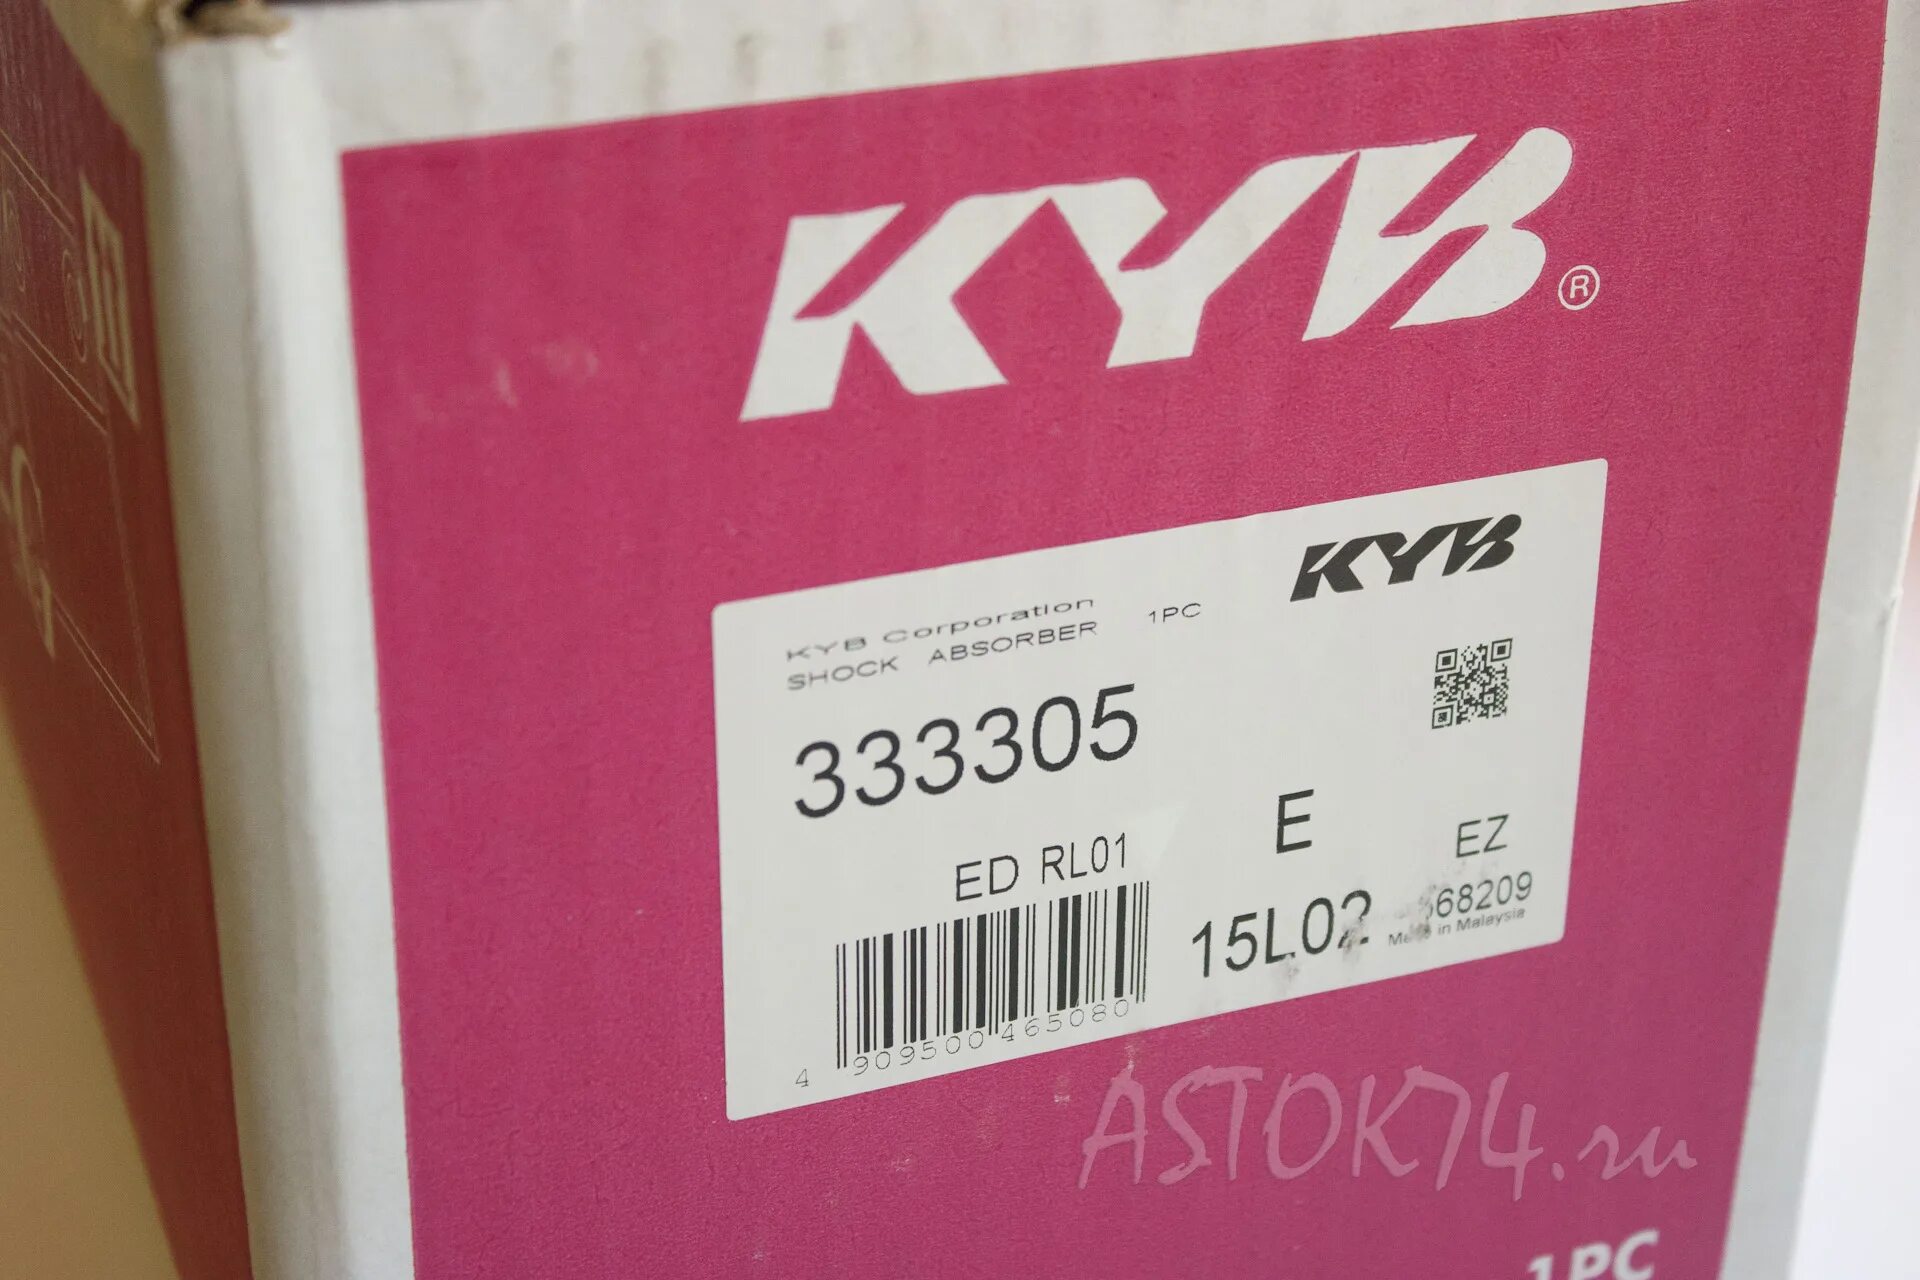 KYB®
KYB
KYB Corporation
SHOCK ABSORBER 1PC
333305
E
EZ
ED RL01
15L02
68209
Made in Malaysia
4 909500 465080
ASTOK74.ru
1PC